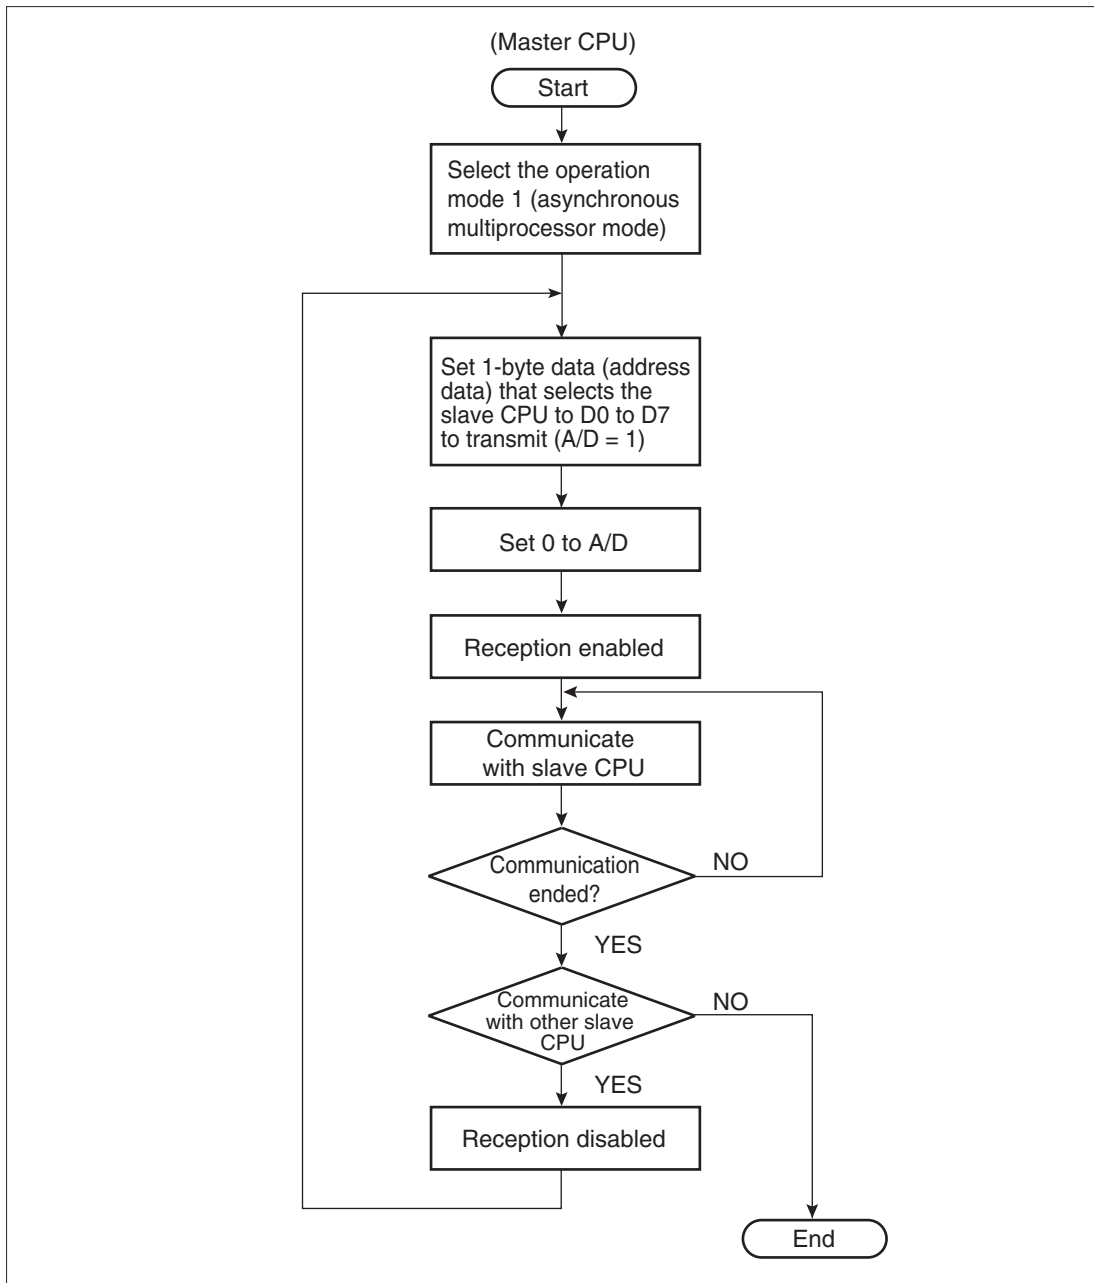 (Master CPU)
Start
Select the operation
mode 1 (asynchronous
multiprocessor mode)
Set 1-byte data (address
data) that selects the
slave CPU to D0 to D7
to transmit (A/D = 1)
Set 0 to A/D
Reception enabled
Communicate
with slave CPU
Communication
ended?
NO
YES
Communicate
with other slave
CPU
NO
YES
Reception disabled
End